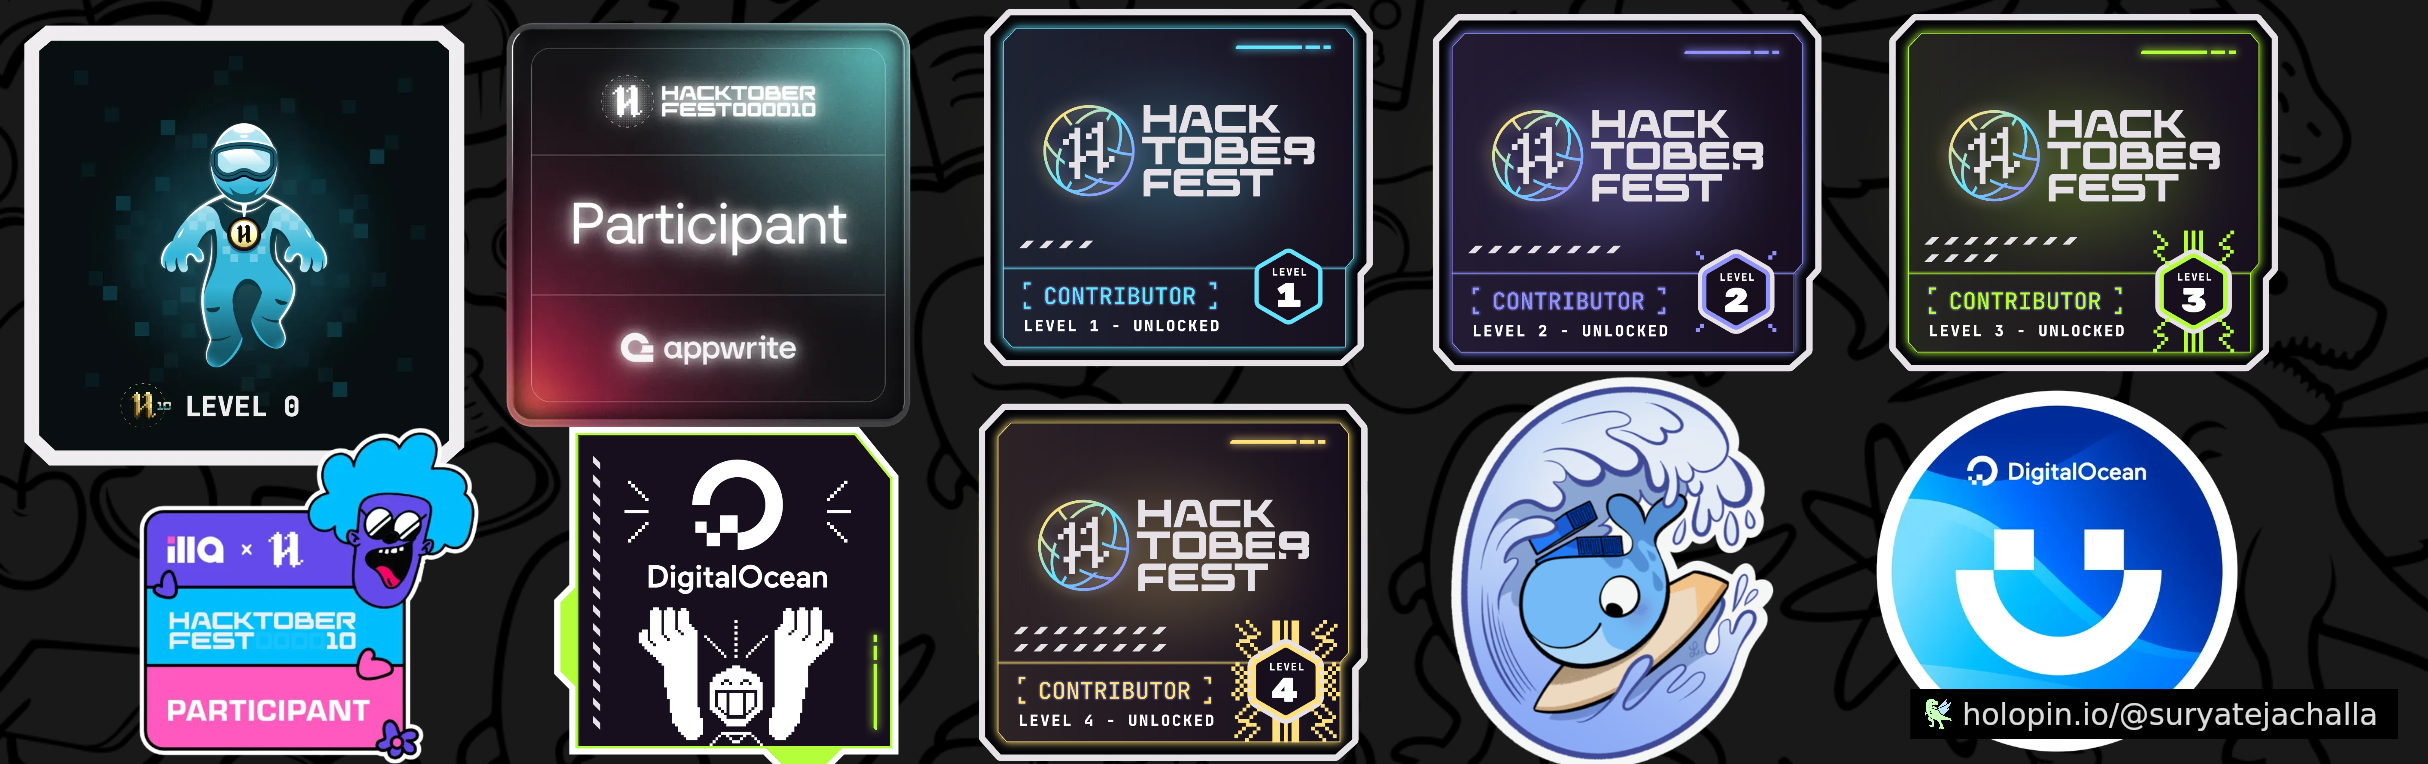 LEVEL 0
HACKTOBER
FEST000010
Participant
appwrite
HACK
TOBER
FEST
CONTRIBUTOR
LEVEL 1 - UNLOCKED
LEVEL
1
HACK
TOBER
FEST
CONTRIBUTOR
LEVEL 2 - UNLOCKED
LEVEL
2
HACK
TOBER
FEST
CONTRIBUTOR
LEVEL 3 - UNLOCKED
LEVEL
3
illa x
HACKTOBER
FEST000010
PARTICIPANT
DigitalOcean
HACK
TOBER
FEST
CONTRIBUTOR
LEVEL 4 - UNLOCKED
LEVEL
4
DigitalOcean
holopin.io/@suryatejachalla